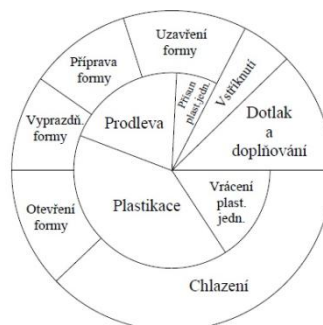 Uzavření
formy
Příprava
formy
Vyprazdň.
formy
Otevření
formy
Prodleva
Přísun
plast.jedn.
Vstříknutí
Dotlak
a
doplňování
Plastikace
Vrácení
plast.
jedn.
Chlazení